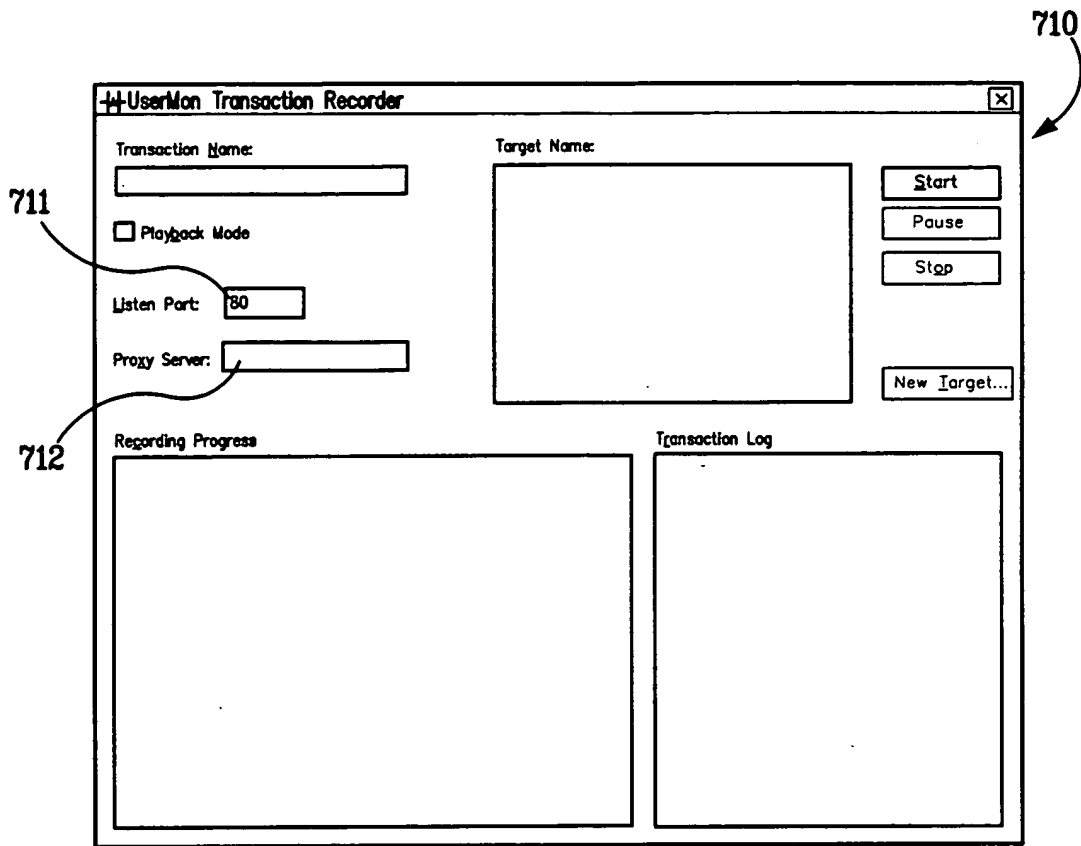 710
UserMon Transaction Recorder
Transaction Name:
Target Name:
Start
711
Playback Mode
Pause
Stop
Listen Port: 80
Proxy Server:
New Target...
712
Recording Progress
Transaction Log